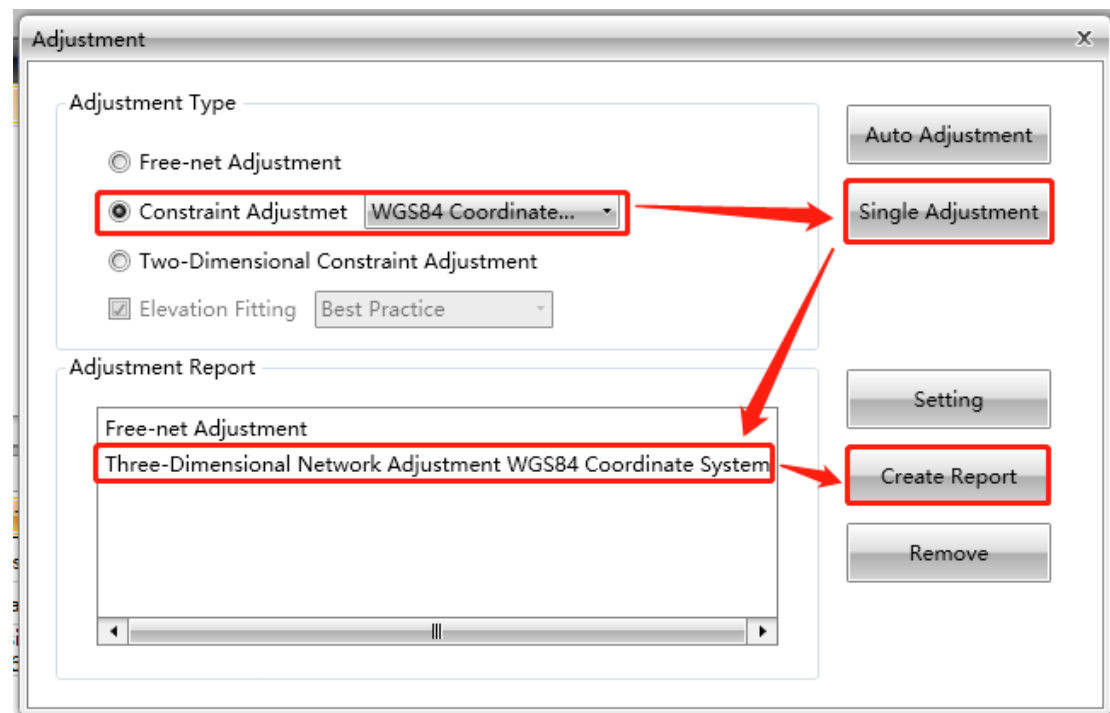 Adjustment
Adjustment Type
Free-net Adjustment
Constraint Adjustmet WGS84 Coordinate...
Two-Dimensional Constraint Adjustment
Elevation Fitting Best Practice
Auto Adjustment
Single Adjustment
Adjustment Report
Free-net Adjustment
Three-Dimensional Network Adjustment WGS84 Coordinate System
Setting
Create Report
Remove